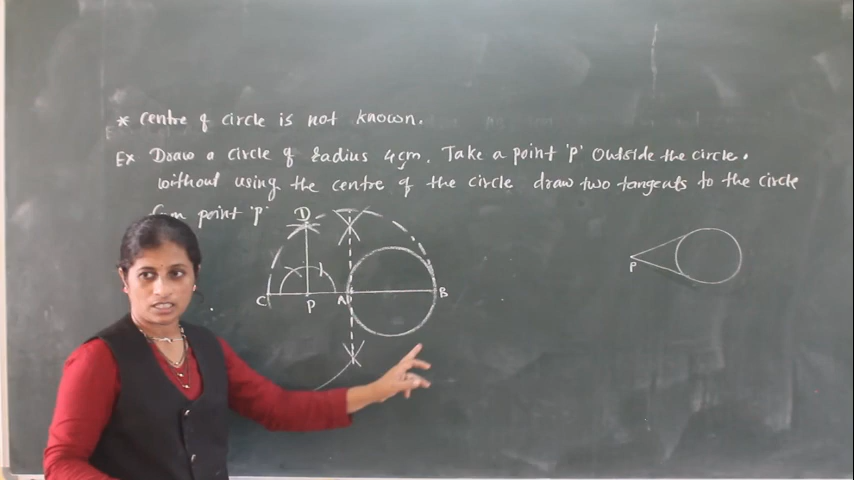 * Centre of circle is not known.
Ex Draw a circle of radius 4cm. Take a point 'P' outside the circle.
without using the centre of the circle draw two tangents to the circle
point 'P'
D
C P A B
P